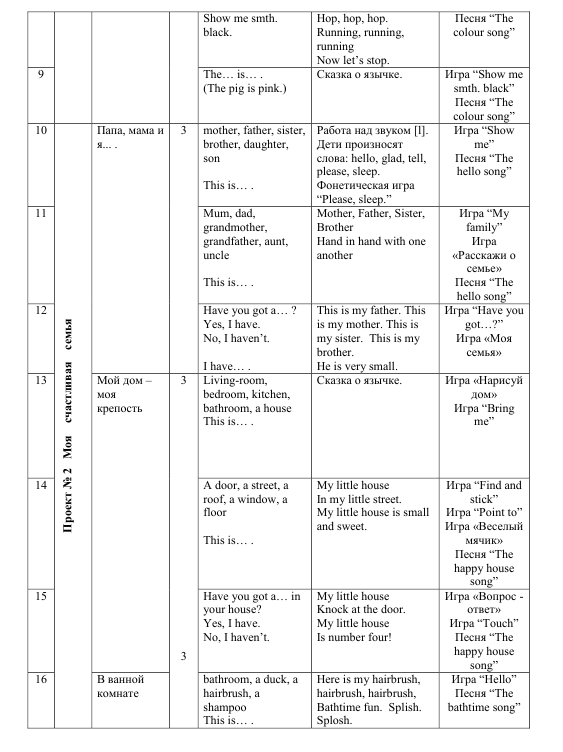 Show me smth.
black.
Hop, hop, hop.
Running, running,
running
Now let’s stop.
Песня “The
colour song”
9
The… is… .
(The pig is pink.)
Сказка о язычке.
Игра “Show me
smth. black”
Песня “The
colour song”
Проект № 2 Моя счастливая семья
10
Папа, мама и
я... .
3
mother, father, sister,
brother, daughter,
son
This is… .
Работа над звуком [l].
Дети произносят
слова: hello, glad, tell,
please, sleep.
Фонетическая игра
“Please, sleep.”
Игра “Show
me”
Песня “The
hello song”
11
Mum, dad,
grandmother,
grandfather, aunt,
uncle
This is… .
Mother, Father, Sister,
Brother
Hand in hand with one
another
Игра “My
family”
Игра
«Расскажи о
семье»
Песня “The
hello song”
12
Have you got a… ?
Yes, I have.
No, I haven’t.
I have… .
This is my father. This
is my mother. This is
my sister. This is my
brother.
He is very small.
Игра “Have you
got…?”
Игра «Моя
семья»
13
Мой дом –
моя
крепость
3
Living-room,
bedroom, kitchen,
bathroom, a house
This is… .
Сказка о язычке.
Игра «Нарисуй
дом»
Игра “Bring
me”
14
A door, a street, a
roof, a window, a
floor
This is… .
My little house
In my little street.
My little house is small
and sweet.
Игра “Find and
stick”
Игра “Point to”
Игра «Веселый
мячик»
Песня “The
happy house
song”
15
Have you got a… in
your house?
Yes, I have.
No, I haven’t.
My little house
Knock at the door.
My little house
Is number four!
Игра «Вопрос -
ответ»
Игра “Touch”
Песня “The
happy house
song”
3
16
В ванной
комнате
bathroom, a duck, a
hairbrush, a
shampoo
This is… .
Here is my hairbrush,
hairbrush, hairbrush,
Bathtime fun. Splish.
Splosh.
Игра “Hello”
Песня “The
bathtime song”